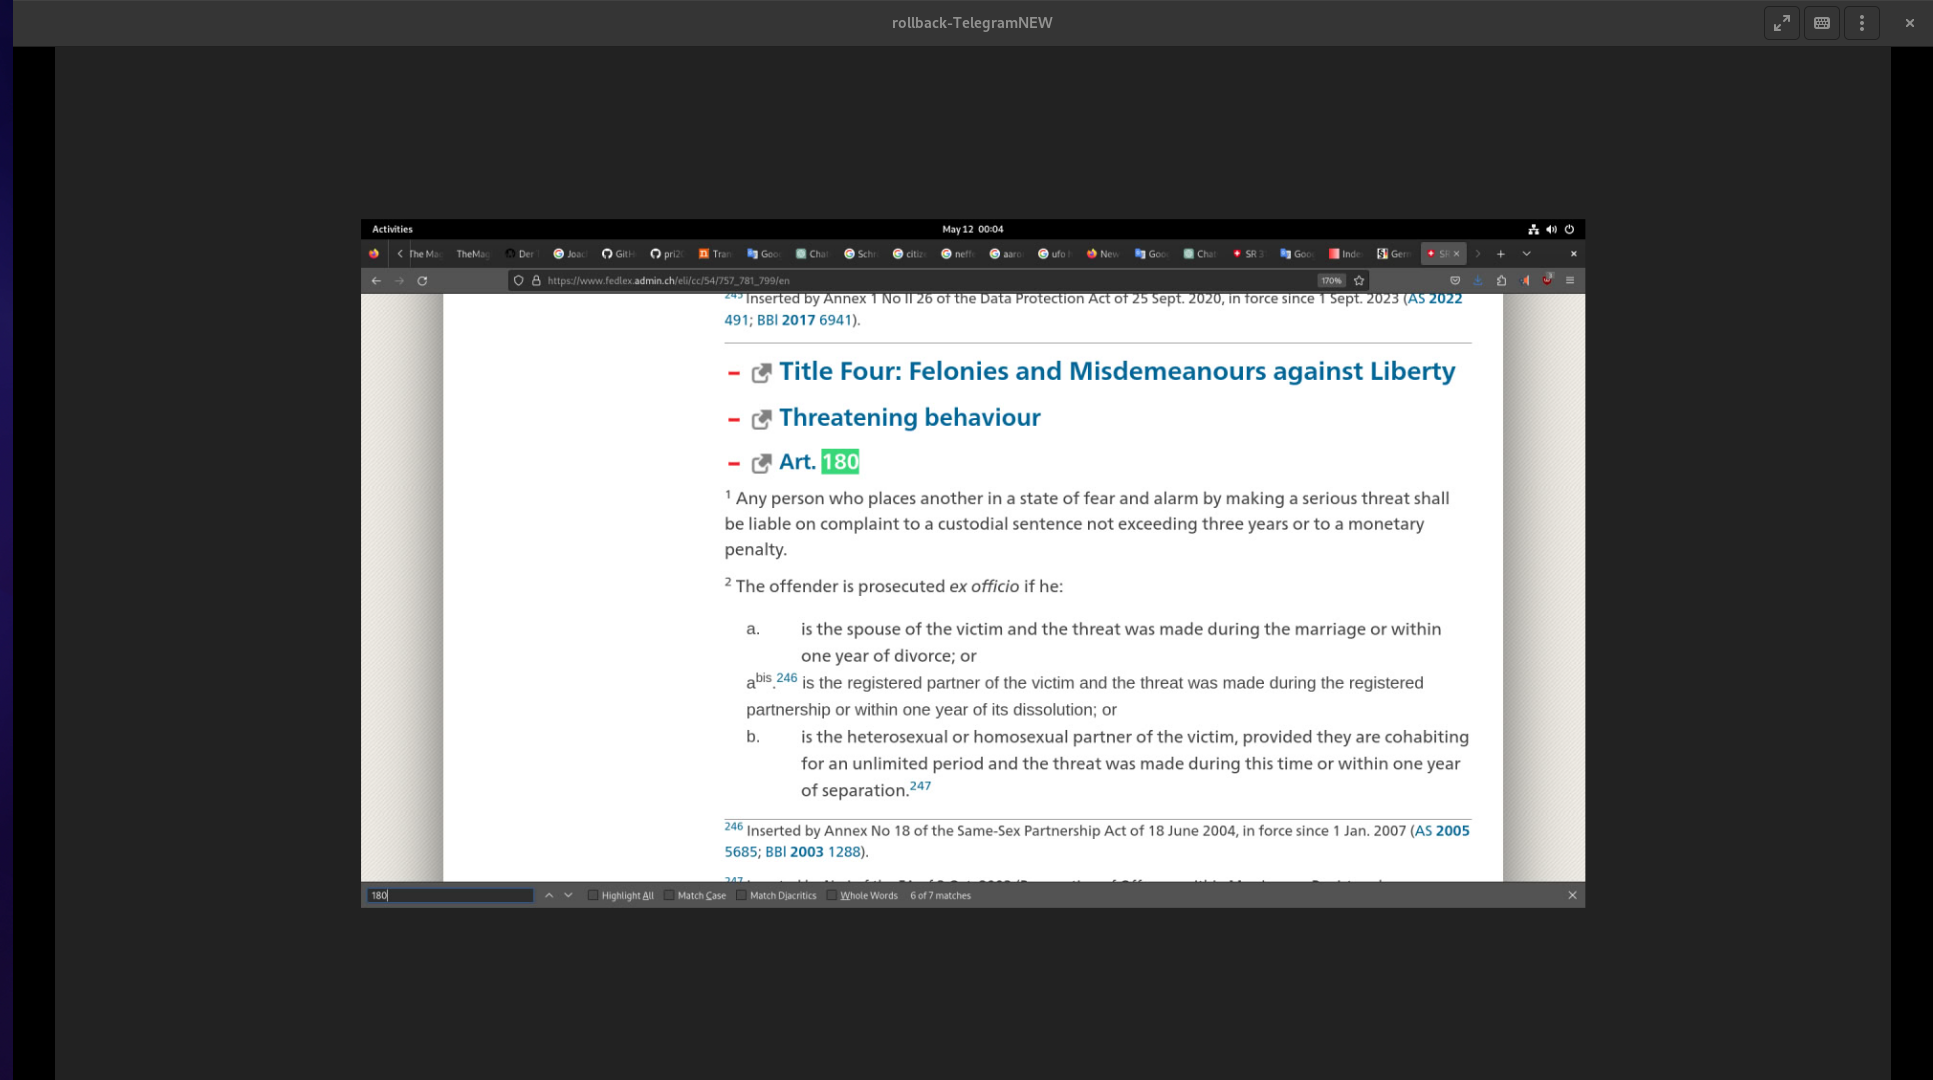 rollback-TelegramNEW
Activities
May 12 00:04
The Ma
TheMag
Der
Joac
GitH
pri20
Tran
Goo
Chat
Schr
citiz
neff
aaro
ufo
New
Goo
Chat
SR 3
Goo
Inde
Germ
SR
https://www.fedlex.admin.ch/eli/cc/54/757_781_799/en
170%
245 Inserted by Annex 1 No II 26 of the Data Protection Act of 25 Sept. 2020, in force since 1 Sept. 2023 (AS 2022
491; BBl 2017 6941).
Title Four: Felonies and Misdemeanours against Liberty
Threatening behaviour
Art. 180
1 Any person who places another in a state of fear and alarm by making a serious threat shall
be liable on complaint to a custodial sentence not exceeding three years or to a monetary
penalty.
2 The offender is prosecuted ex officio if he:
a. is the spouse of the victim and the threat was made during the marriage or within
one year of divorce; or
abis.246 is the registered partner of the victim and the threat was made during the registered
partnership or within one year of its dissolution; or
b. is the heterosexual or homosexual partner of the victim, provided they are cohabiting
for an unlimited period and the threat was made during this time or within one year
of separation.247
246 Inserted by Annex No 18 of the Same-Sex Partnership Act of 18 June 2004, in force since 1 Jan. 2007 (AS 2005
5685; BBl 2003 1288).
247
180
Highlight All
Match Case
Match Diacritics
Whole Words
6 of 7 matches